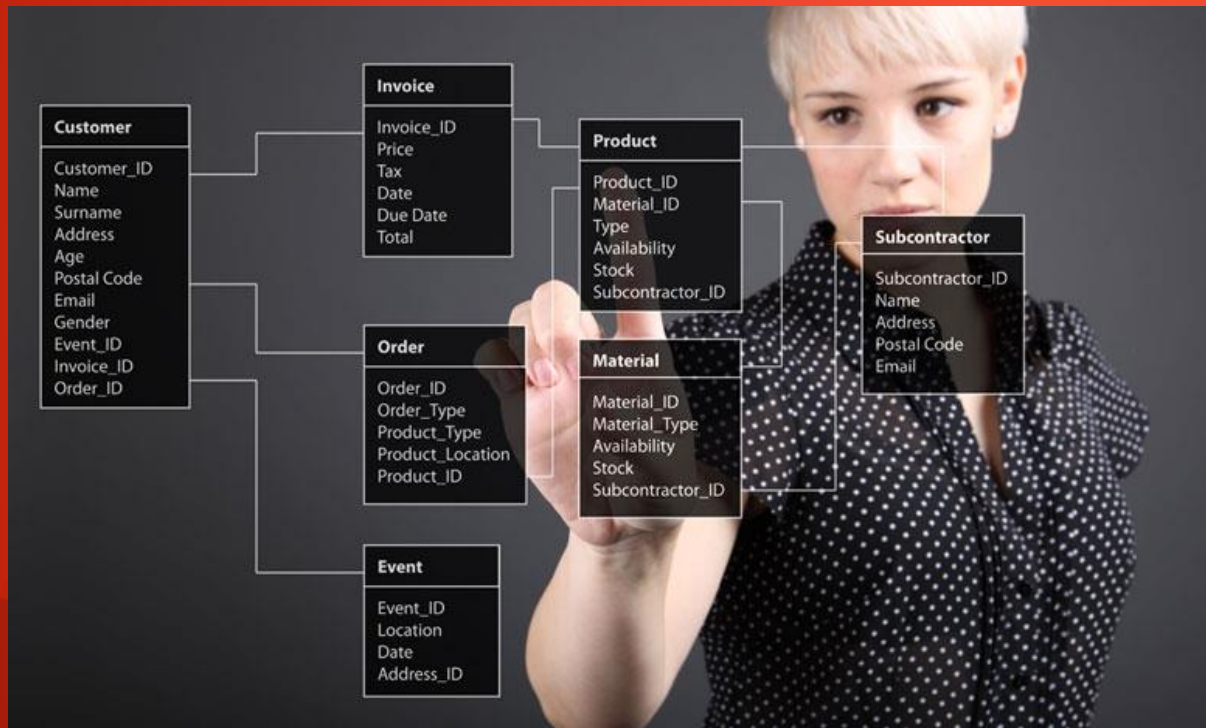 Customer
Customer_ID
Name
Surname
Address
Age
Postal Code
Email
Gender
Event_ID
Invoice_ID
Order_ID
Invoice
Invoice_ID
Price
Tax
Date
Due Date
Total
Order
Order_ID
Order_Type
Product_Type
Product_Location
Product_ID
Event
Event_ID
Location
Date
Address_ID
Product
Product_ID
Material_ID
Type
Availability
Stock
Subcontractor_ID
Material
Material_ID
Material_Type
Availability
Stock
Subcontractor_ID
Subcontractor
Subcontractor_ID
Name
Address
Postal Code
Email